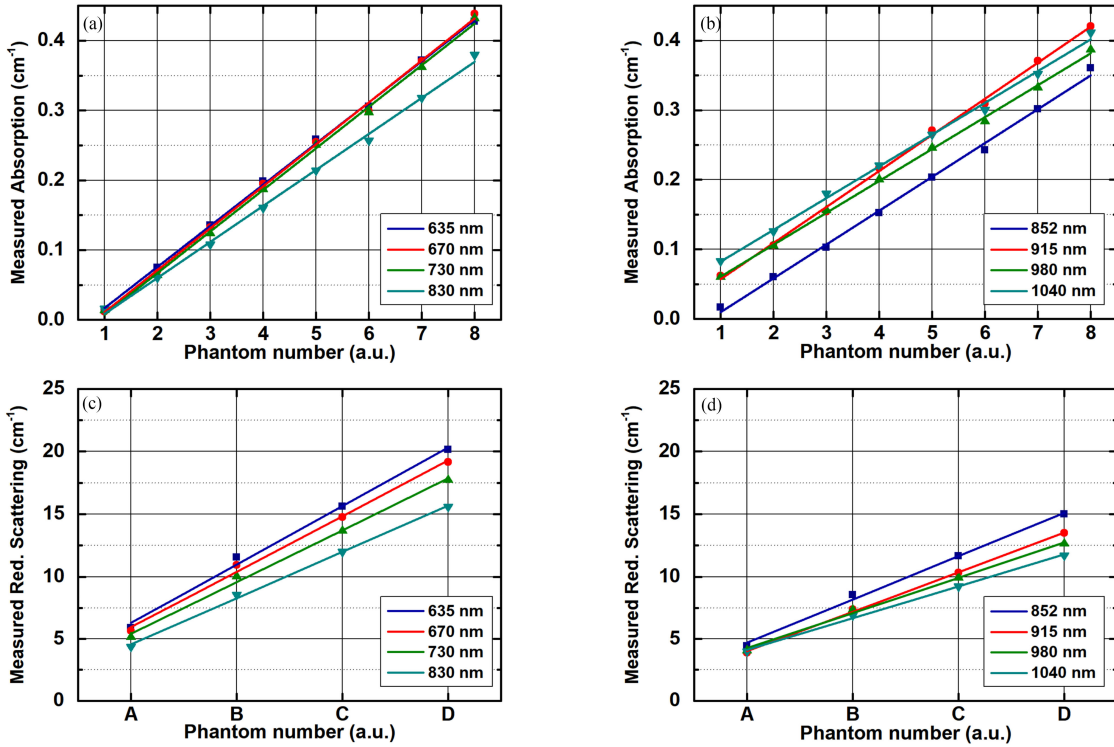 (a)
Measured Absorption (cm⁻¹)
0.4
0.3
0.2
0.1
0.0
1 2 3 4 5 6 7 8
Phantom number (a.u.)
635 nm
670 nm
730 nm
830 nm
(b)
Measured Absorption (cm⁻¹)
0.4
0.3
0.2
0.1
0.0
1 2 3 4 5 6 7 8
Phantom number (a.u.)
852 nm
915 nm
980 nm
1040 nm
(c)
Measured Red. Scattering (cm⁻¹)
25
20
15
10
5
0
A B C D
Phantom number (a.u.)
635 nm
670 nm
730 nm
830 nm
(d)
Measured Red. Scattering (cm⁻¹)
25
20
15
10
5
0
A B C D
Phantom number (a.u.)
852 nm
915 nm
980 nm
1040 nm